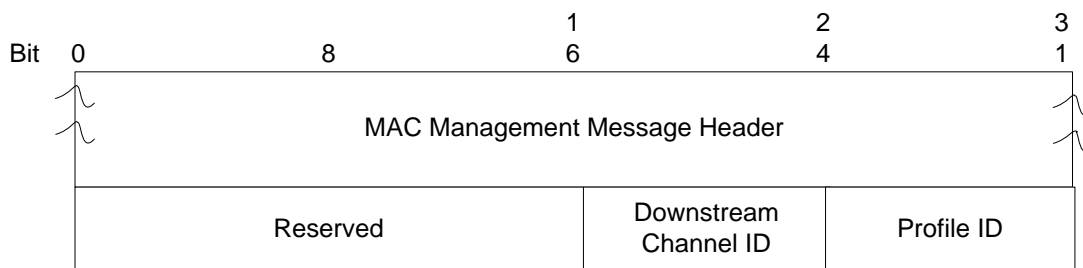 1 2 3
Bit 0 8 6 4 1
MAC Management Message Header
Reserved
Downstream
Channel ID
Profile ID